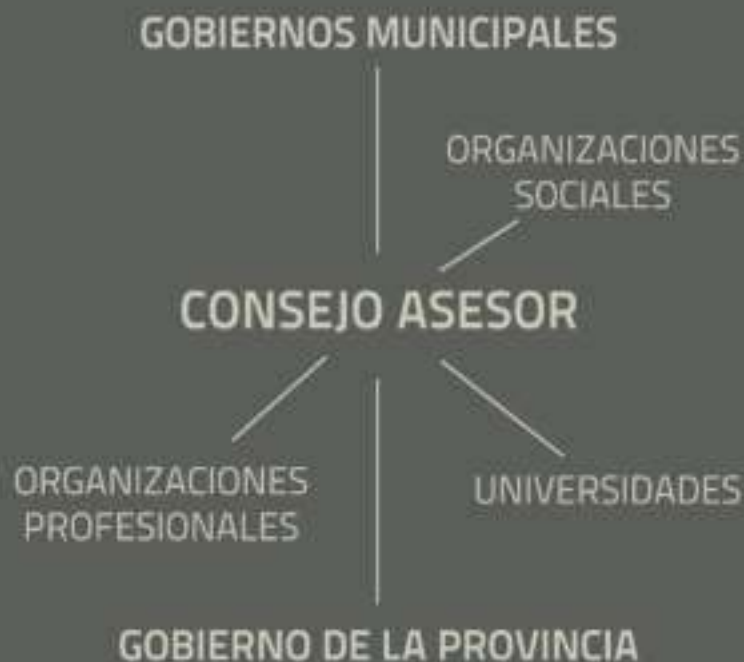 GOBIERNOS MUNICIPALES
ORGANIZACIONES
SOCIALES
CONSEJO ASESOR
ORGANIZACIONES
PROFESIONALES
UNIVERSIDADES
GOBIERNO DE LA PROVINCIA